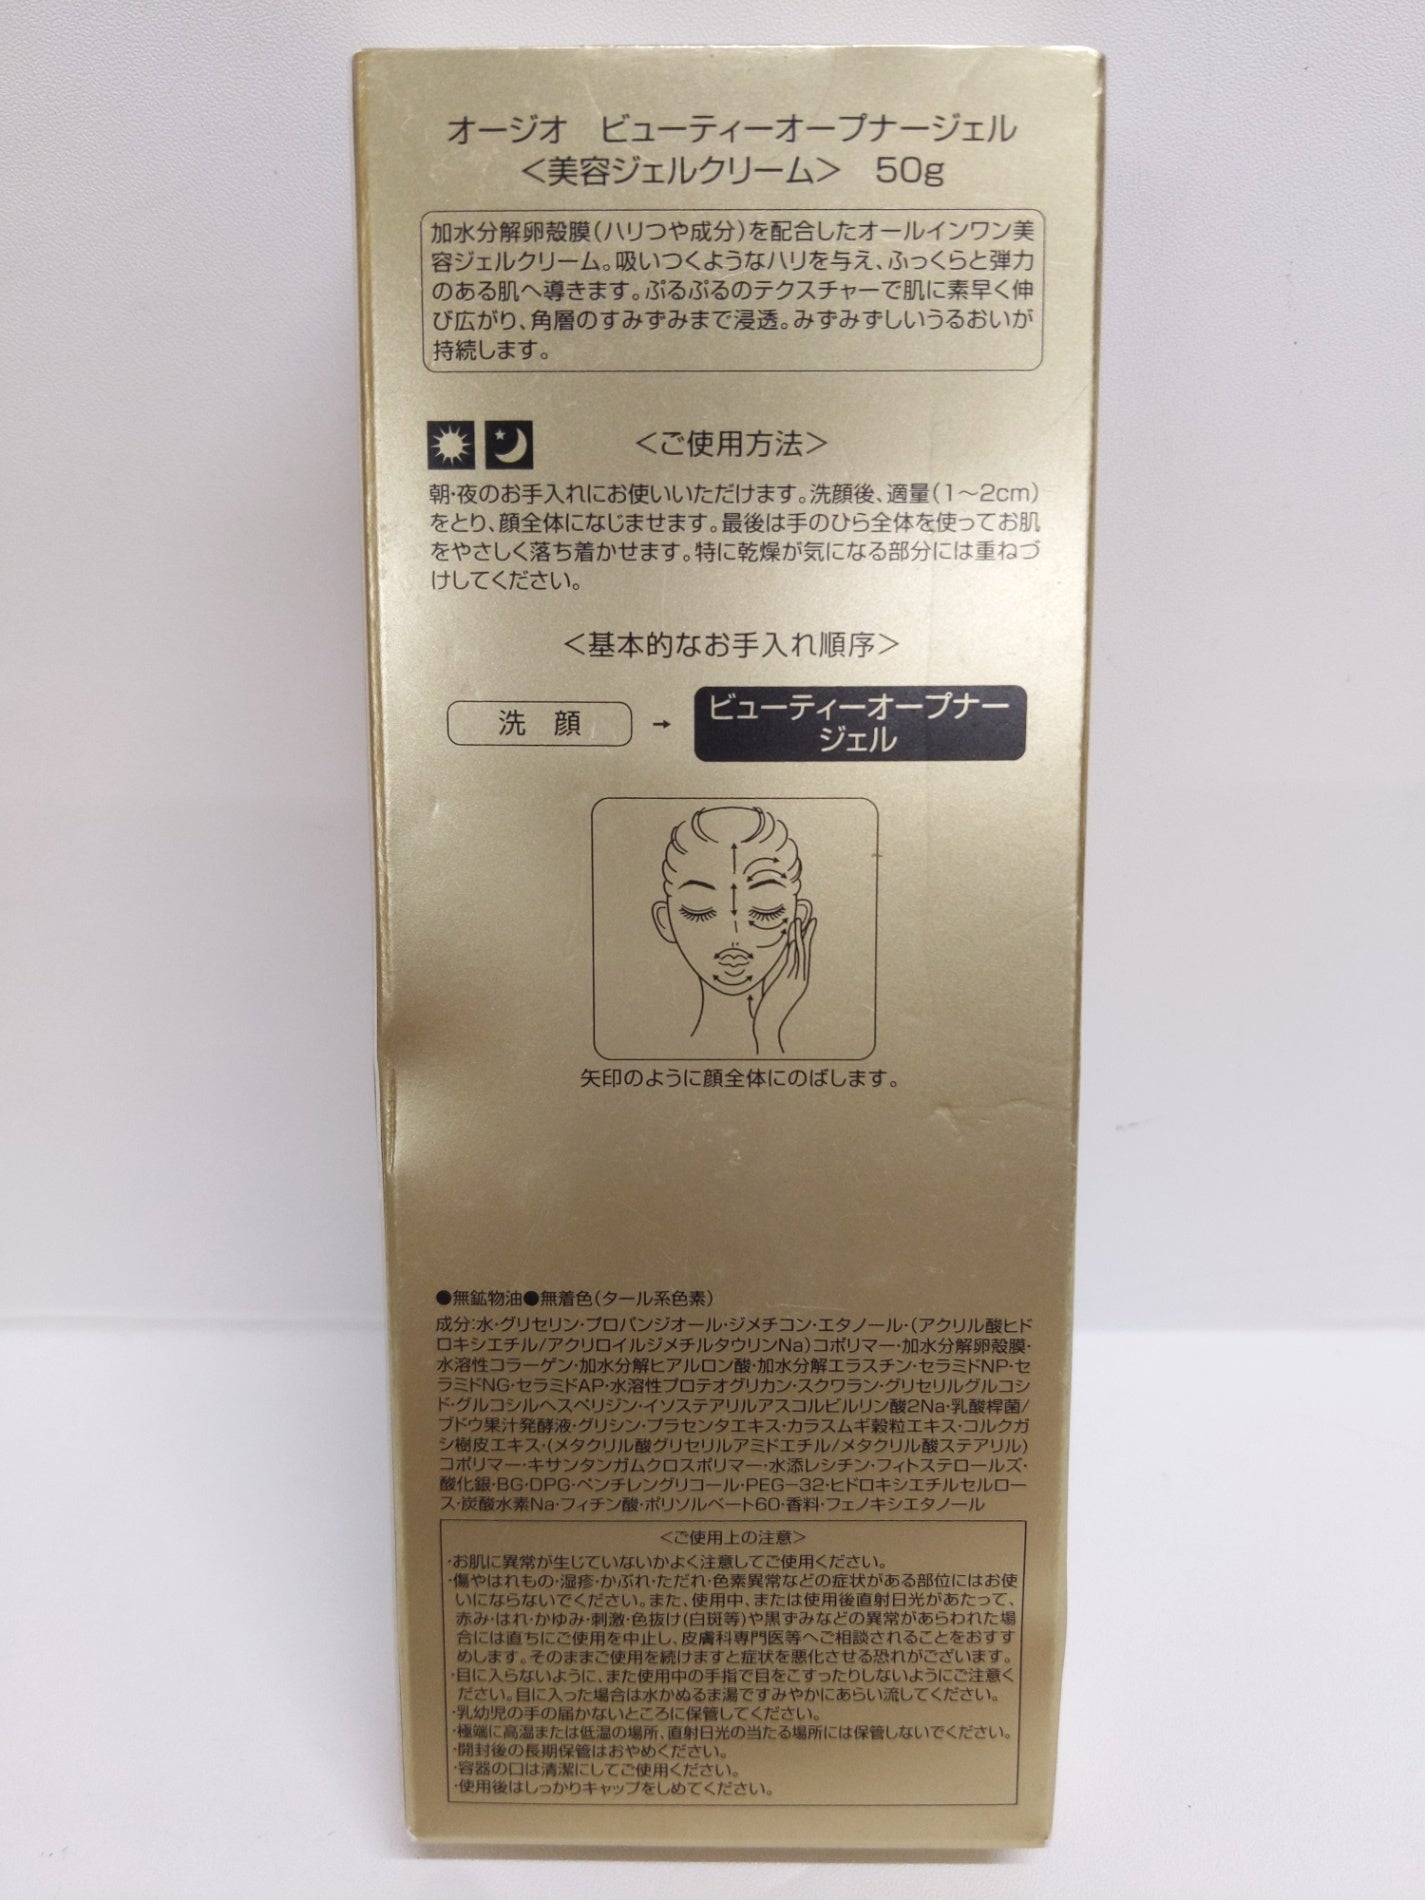 オージオ　ビューティーオープナージェル
＜美容ジェルクリーム＞　50g
加水分解卵殻膜(ハリつや成分)を配合したオールインワン美
容ジェルクリーム。吸いつくようなハリを与え、ふっくらと弾力
のある肌へ導きます。ぷるぷるのテクスチャーで肌に素早く伸
び広がり、角層のすみずみまで浸透。みずみずしいうるおいが
持続します。
＜ご使用方法＞
朝・夜のお手入れにお使いいただけます。洗顔後、適量(1～2cm)
をとり、顔全体になじませます。最後は手のひら全体を使ってお肌
をやさしく落ち着かせます。特に乾燥が気になる部分には重ねづ
けしてください。
＜基本的なお手入れ順序＞
洗　顔 → ビューティーオープナー
ジェル
矢印のように顔全体にのばします。
●無鉱物油●無着色(タール系色素)
成分:水・グリセリン・プロパンジオール・ジメチコン・エタノール・(アクリル酸ヒド
ロキシエチル/アクリロイルジメチルタウリンNa)コポリマー・加水分解卵殻膜・
水溶性コラーゲン・加水分解ヒアルロン酸・加水分解エラスチン・セラミドNP・セ
ラミドNG・セラミドAP・水溶性プロテオグリカン・スクワラン・グリセリルグルコシ
ド・グルコシルヘスペリジン・イソステアリルアスコルビルリン酸2Na・乳酸桿菌/
ブドウ果汁発酵液・グリシン・プラセンタエキス・カラスムギ穀粒エキス・コルクガ
シ樹皮エキス・(メタクリル酸グリセリルアミドエチル/メタクリル酸ステアリル)
コポリマー・キサンタンガムクロスポリマー・水添レシチン・フィトステロールズ・
酸化銀・BG・DPG・ペンチレングリコール・PEG－32・ヒドロキシエチルセルロー
ス・炭酸水素Na・フィチン酸・ポリソルベート60・香料・フェノキシエタノール
＜ご使用上の注意＞
・お肌に異常が生じていないかよく注意してご使用ください。
・傷やはれもの・湿疹・かぶれ・ただれ・色素異常などの症状がある部位にはお使
いにならないでください。また、使用中、または使用後直射日光があたって、
赤み・はれ・かゆみ・刺激・色抜け(白斑等)や黒ずみなどの異常があらわれた場
合には直ちにご使用を中止し、皮膚科専門医等へご相談されることをおすす
めします。そのままご使用を続けますと症状を悪化させる恐れがございます。
・目に入らないように、また使用中の手指で目をこすったりしないようにご注意く
ださい。目に入った場合は水かぬるま湯ですみやかにあらい流してください。
・乳幼児の手の届かないところに保管してください。
・極端に高温または低温の場所、直射日光の当たる場所には保管しないでください。
・開封後の長期保管はおやめください。
・容器の口は清潔にしてご使用ください。
・使用後はしっかりキャップをしめてください。